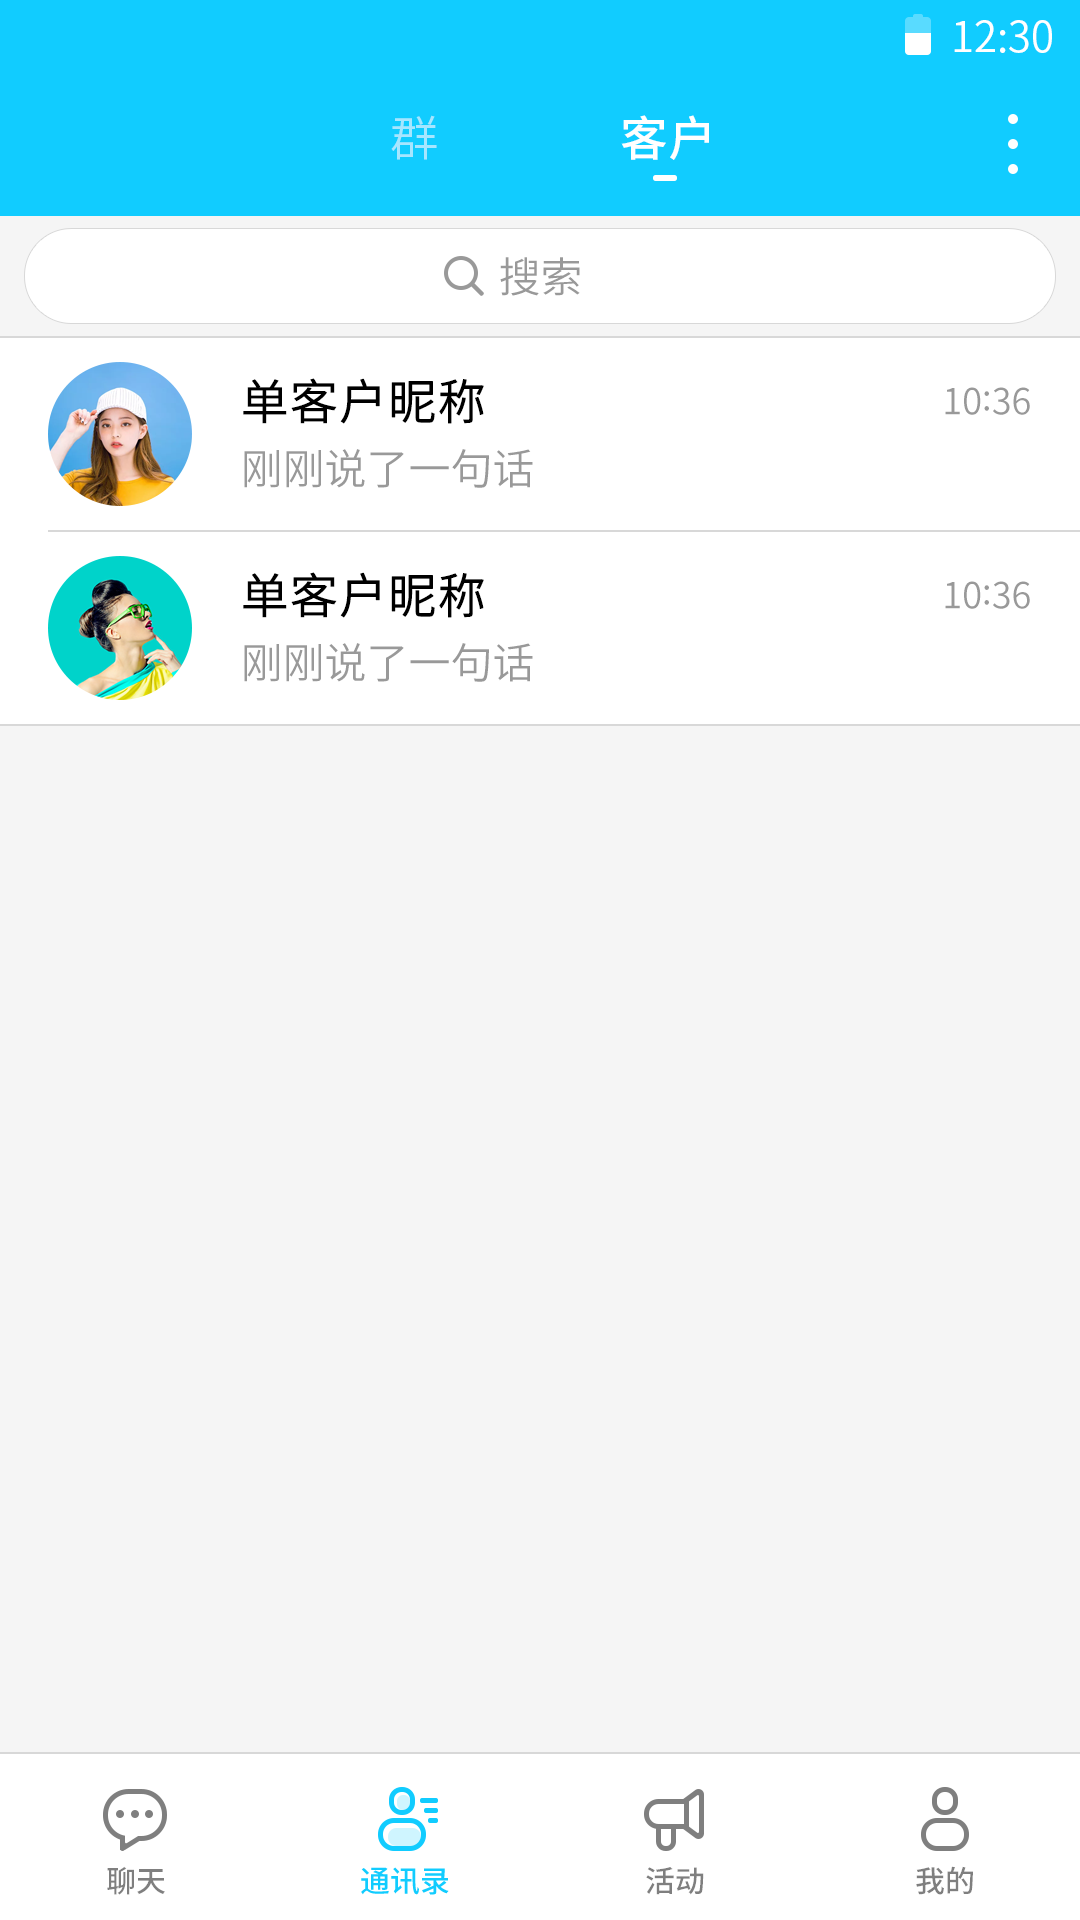 12:30
群 客户
搜索
单客户昵称 10:36
刚刚说了一句话
单客户昵称 10:36
刚刚说了一句话
聊天 通讯录 活动 我的